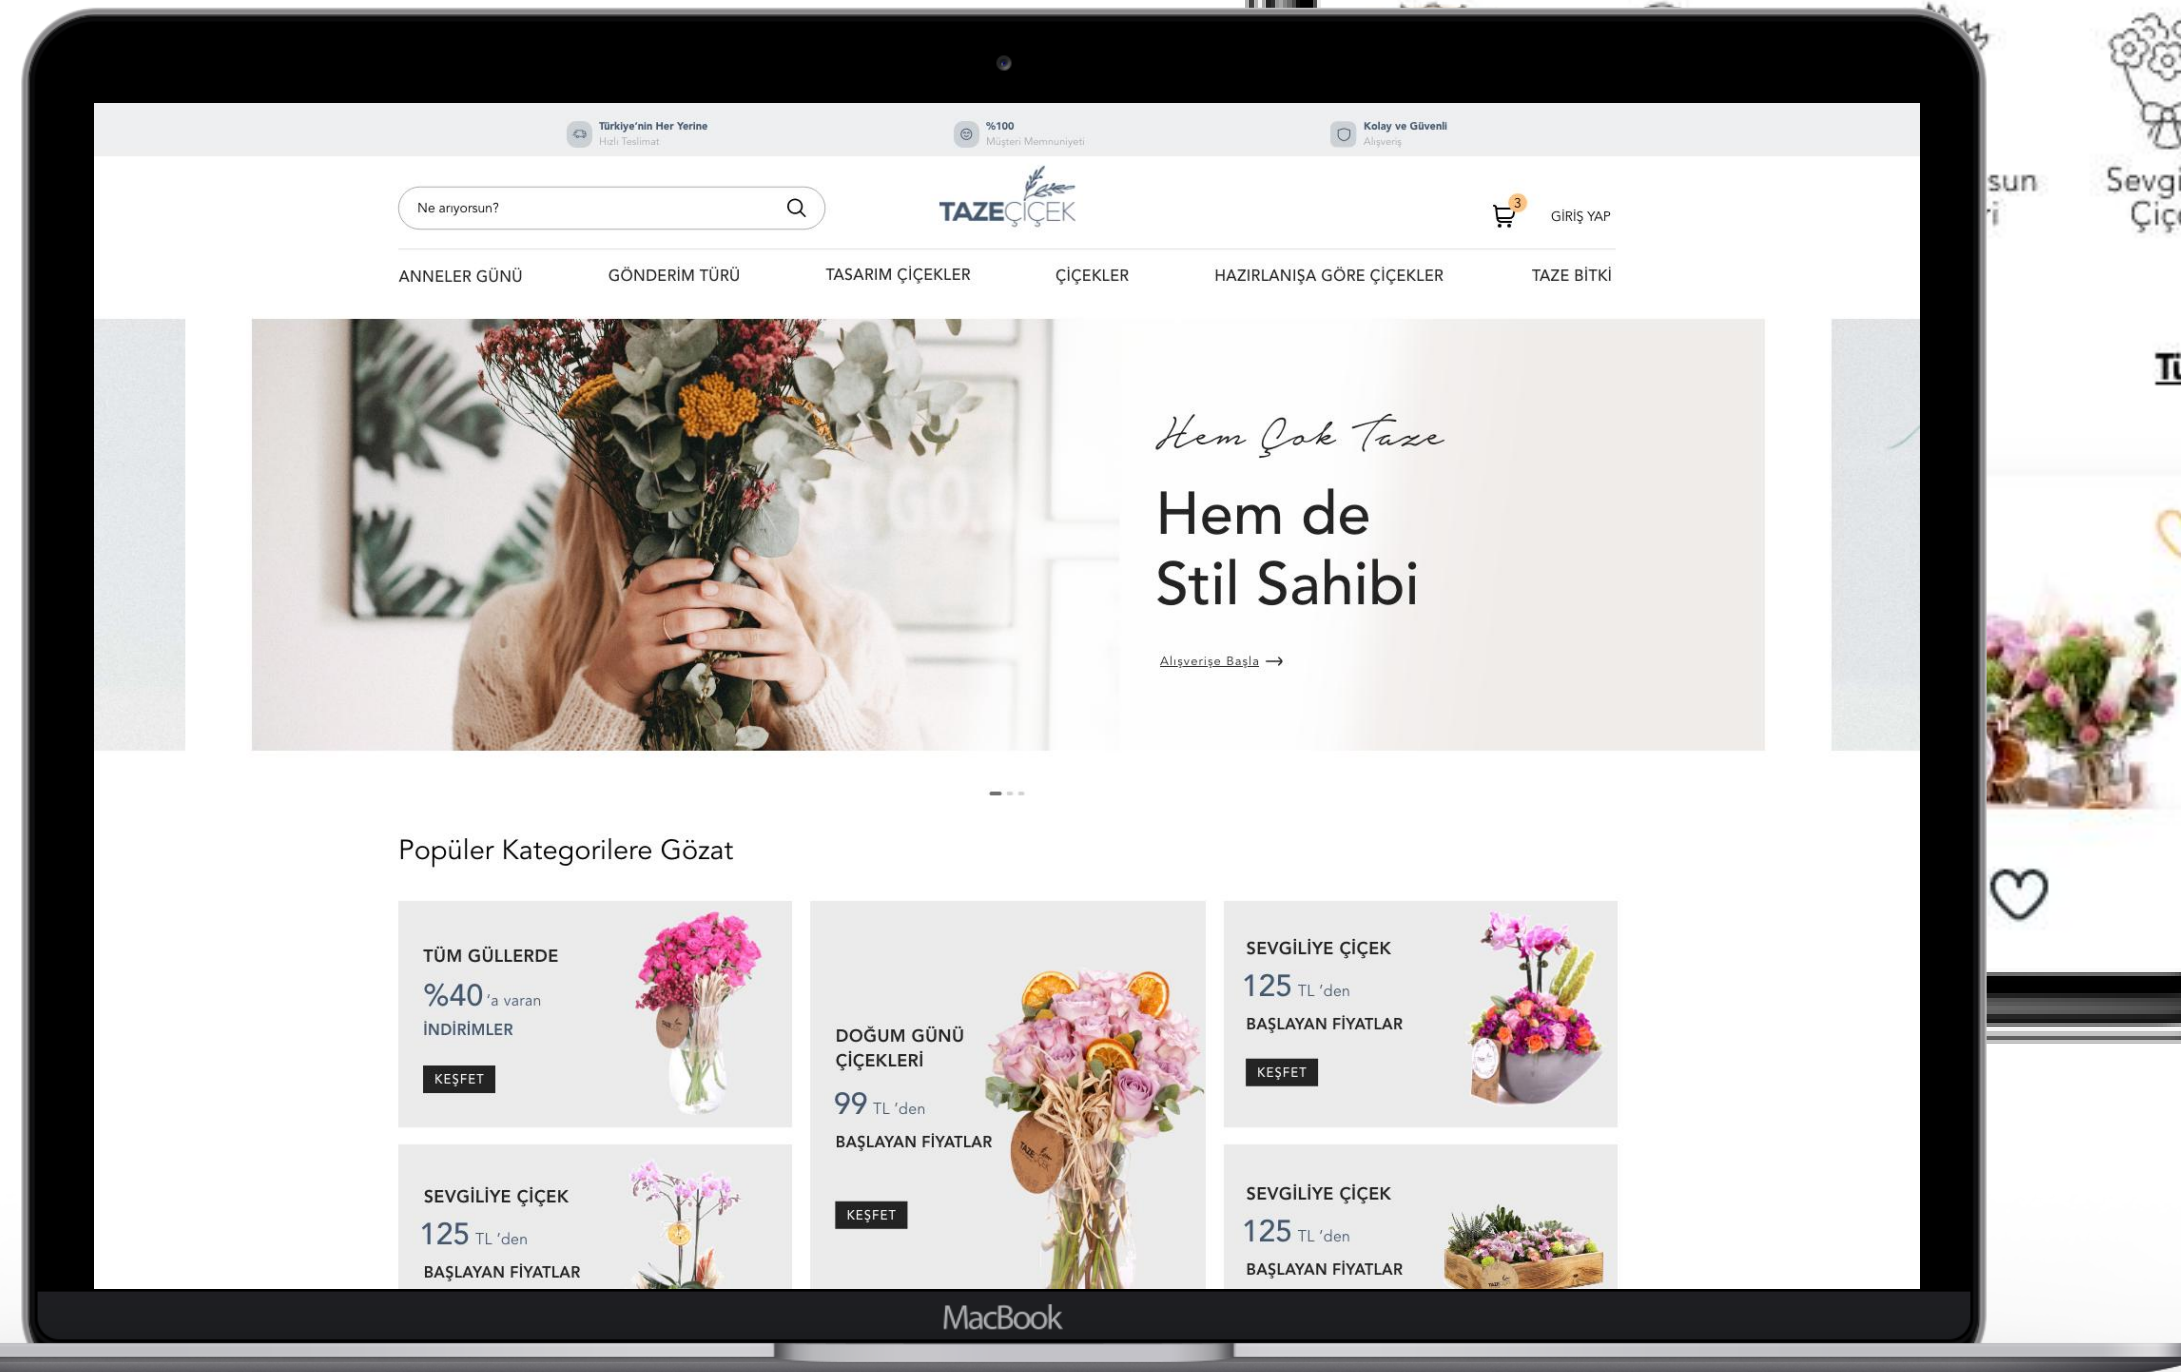 Türkiye'nin Her Yerine
Hızlı Teslimat
%100
Müşteri Memnuniyeti
Kolay ve Güvenli
Alışveriş
Ne arıyorsun?
Taze
TAZEÇİÇEK
3
GİRİŞ YAP
ANNELER GÜNÜ
GÖNDERİM TÜRÜ
TASARIM ÇİÇEKLER
ÇİÇEKLER
HAZIRLANIŞA GÖRE ÇİÇEKLER
TAZE BİTKİ
Hem Çok Taze
Hem de
Stil Sahibi
Alışverişe Başla
Popüler Kategorilere Gözat
TÜM GÜLLERDE
%40 'a varan
İNDİRİMLER
KEŞFET
DOĞUM GÜNÜ
ÇİÇEKLERİ
99 TL 'den
BAŞLAYAN FİYATLAR
KEŞFET
SEVGİLİYE ÇİÇEK
125 TL 'den
BAŞLAYAN FİYATLAR
KEŞFET
SEVGİLİYE ÇİÇEK
125 TL 'den
BAŞLAYAN FİYATLAR
SEVGİLİYE ÇİÇEK
125 TL 'den
BAŞLAYAN FİYATLAR
MacBook